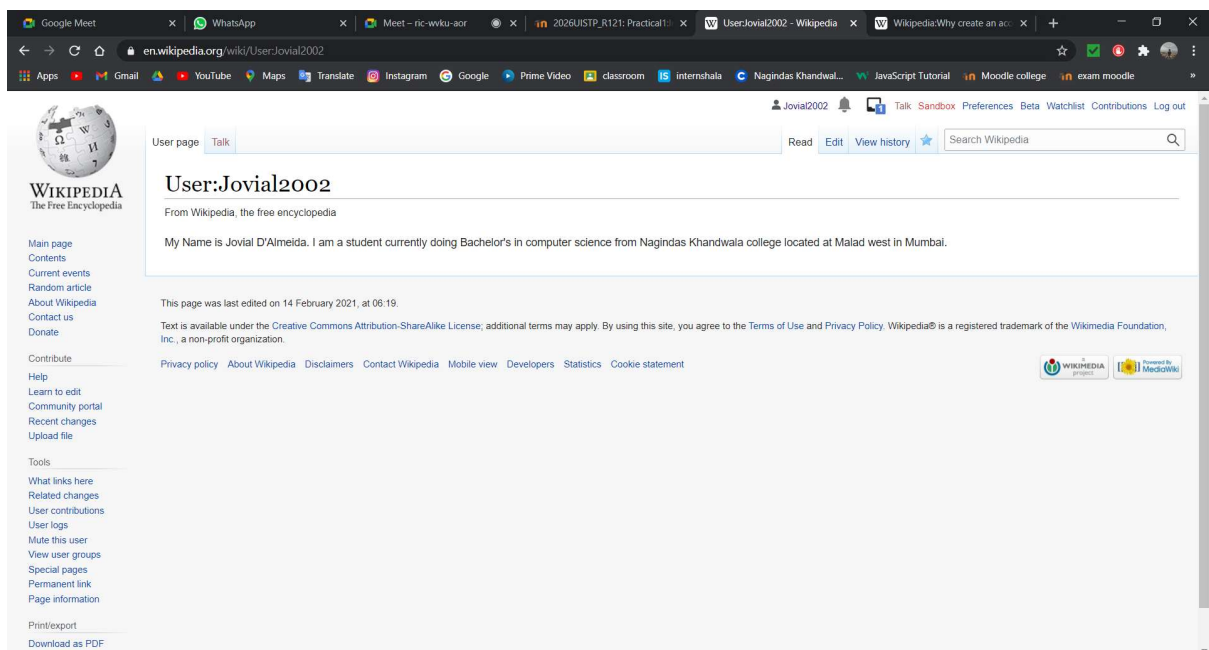 Google Meet
WhatsApp
Meet – ric-wvku-aor
2026UISTP_R121: Practical1:
User:Jovial2002 - Wikipedia
Wikipedia:Why create an acc
en.wikipedia.org/wiki/User:Jovial2002
Apps Gmail YouTube Maps Translate Instagram Google Prime Video classroom IS internshala Nagindas Khandwal... JavaScript Tutorial Moodle college exam moodle »
Jovial2002 1 Talk Sandbox Preferences Beta Watchlist Contributions Log out
User page Talk Read Edit View history Search Wikipedia
WIKIPEDIA
The Free Encyclopedia
User:Jovial2002
From Wikipedia, the free encyclopedia
My Name is Jovial D'Almeida. I am a student currently doing Bachelor's in computer science from Nagindas Khandwala college located at Malad west in Mumbai.
This page was last edited on 14 February 2021, at 06:19.
Text is available under the Creative Commons Attribution-ShareAlike License; additional terms may apply. By using this site, you agree to the Terms of Use and Privacy Policy. Wikipedia® is a registered trademark of the Wikimedia Foundation,
Inc., a non-profit organization.
Privacy policy About Wikipedia Disclaimers Contact Wikipedia Mobile view Developers Statistics Cookie statement
a WIKIMEDIA project
Powered By MediaWiki
Main page
Contents
Current events
Random article
About Wikipedia
Contact us
Donate
Contribute
Help
Learn to edit
Community portal
Recent changes
Upload file
Tools
What links here
Related changes
User contributions
User logs
Mute this user
View user groups
Special pages
Permanent link
Page information
Print/export
Download as PDF